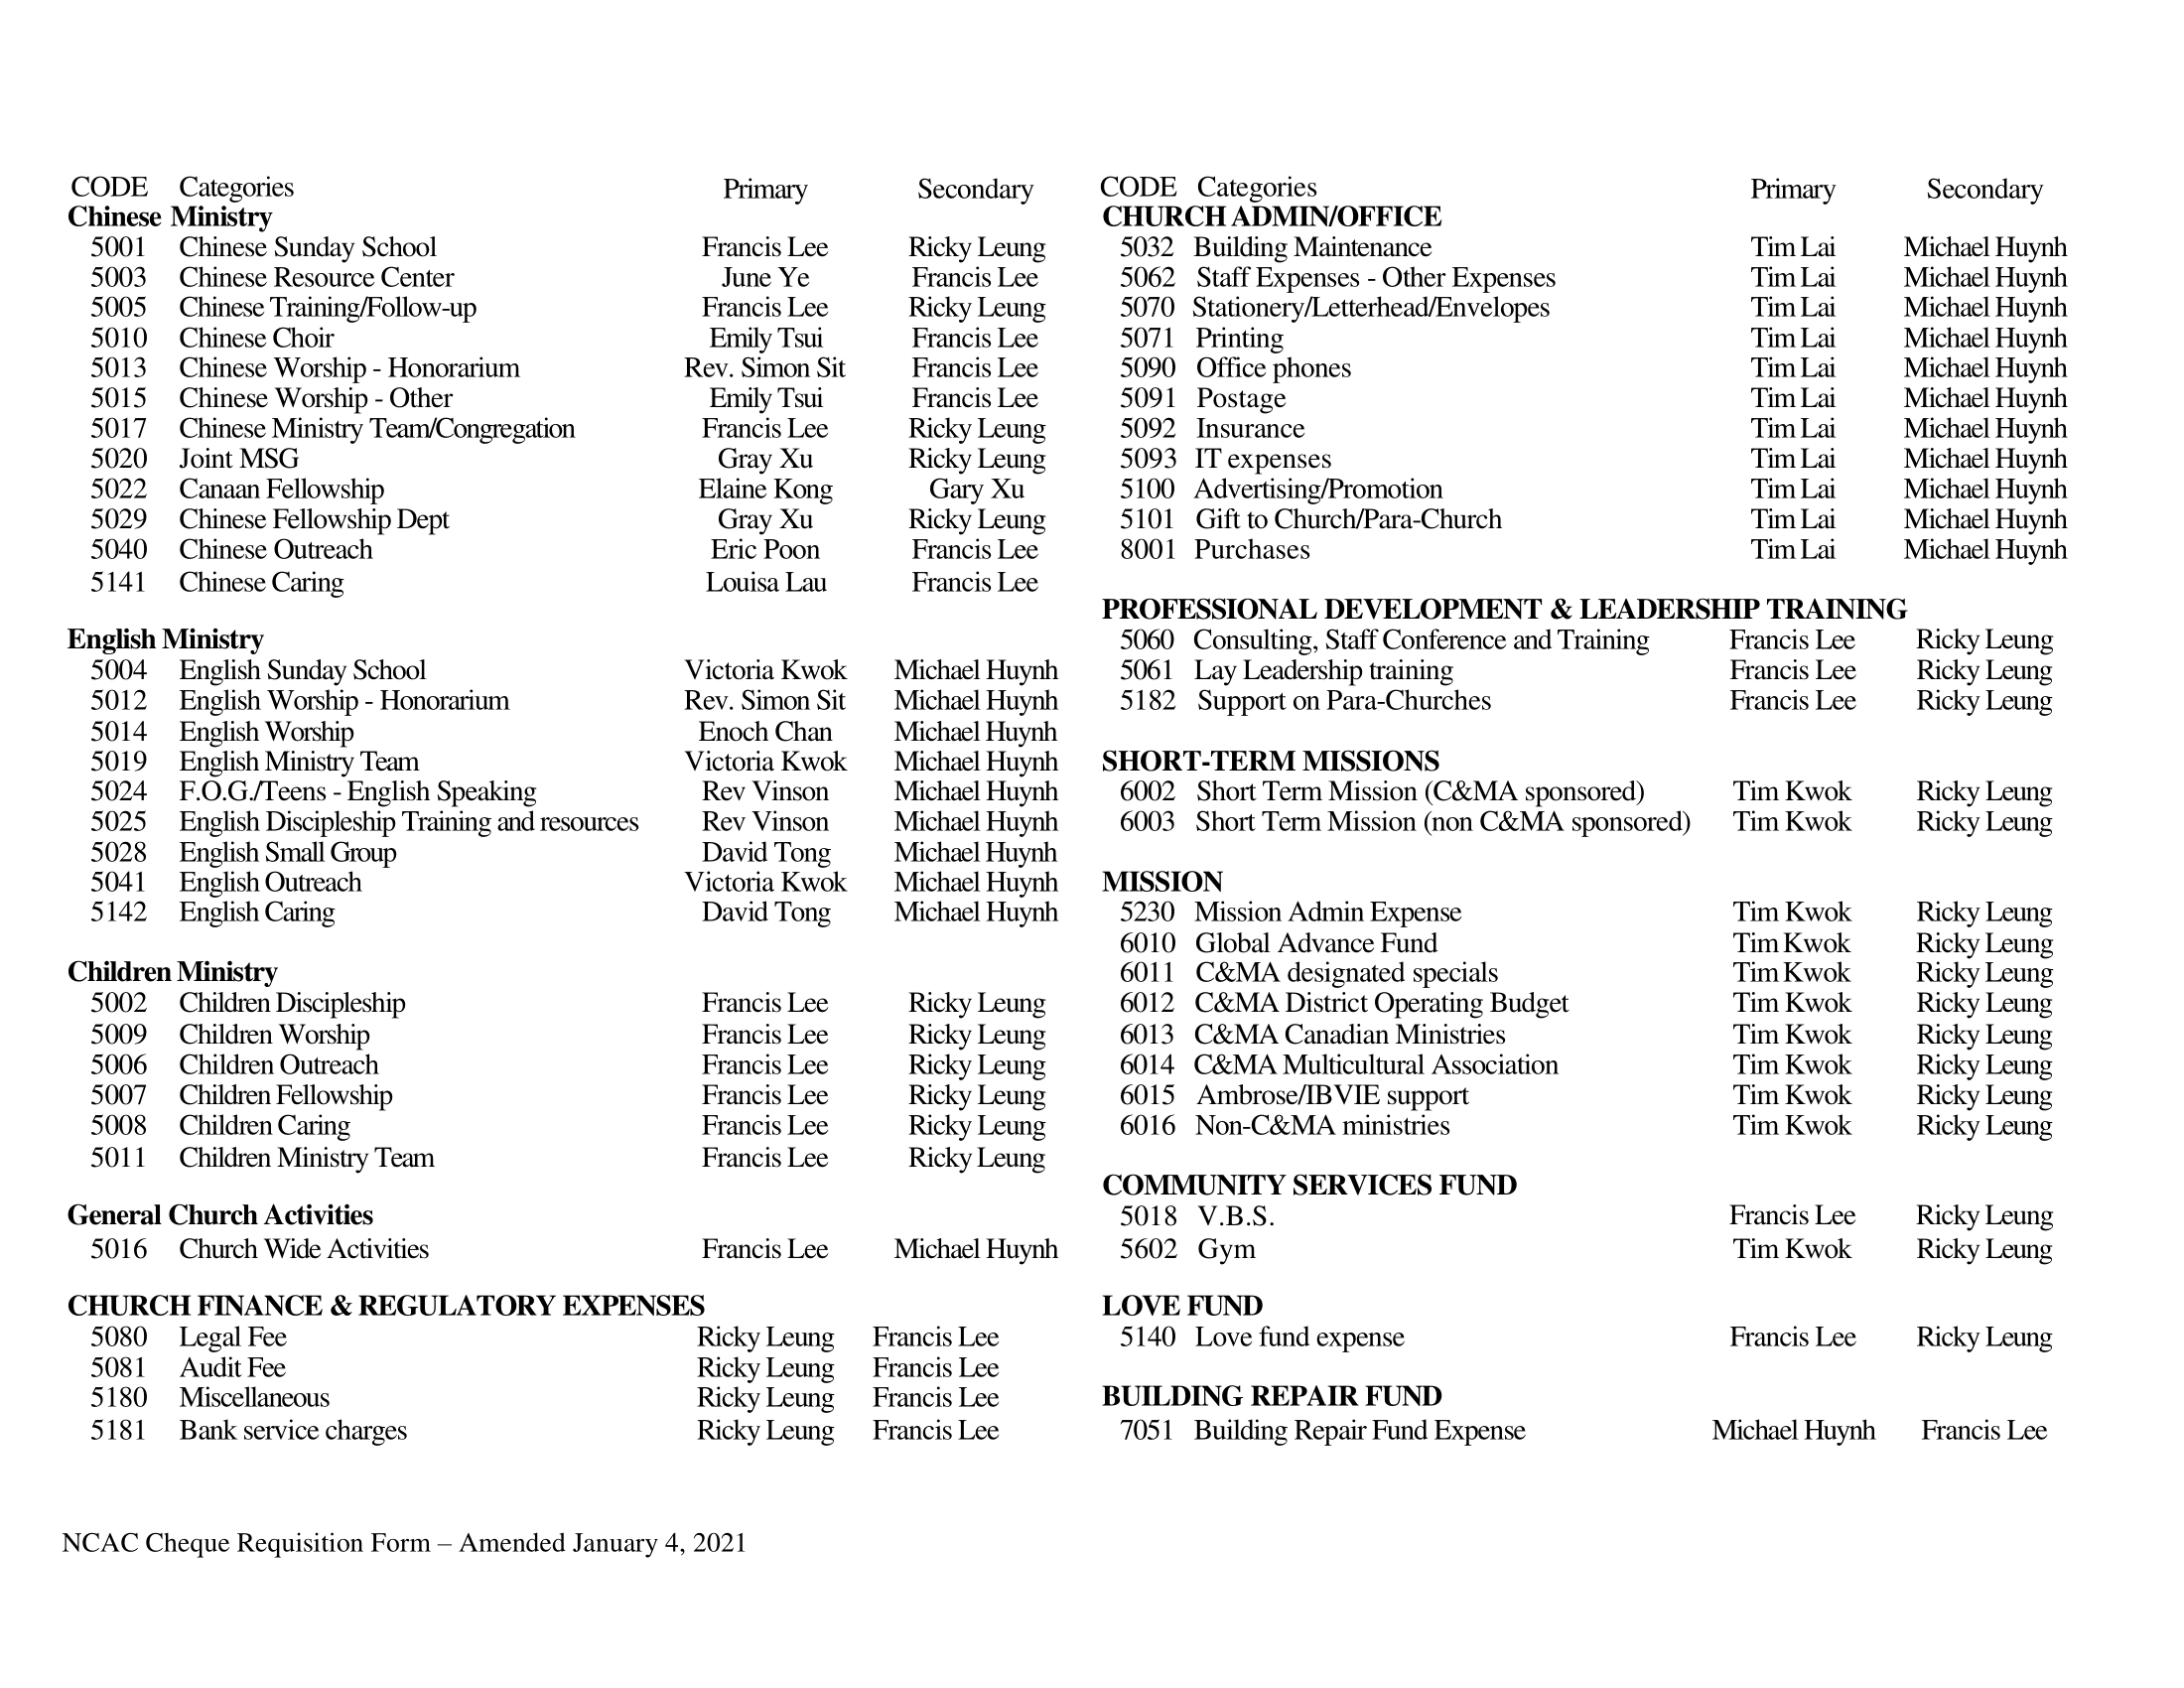 CODE Categories Primary Secondary
Chinese Ministry
5001 Chinese Sunday School Francis Lee Ricky Leung
5003 Chinese Resource Center June Ye Francis Lee
5005 Chinese Training/Follow-up Francis Lee Ricky Leung
5010 Chinese Choir Emily Tsui Francis Lee
5013 Chinese Worship - Honorarium Rev. Simon Sit Francis Lee
5015 Chinese Worship - Other Emily Tsui Francis Lee
5017 Chinese Ministry Team/Congregation Francis Lee Ricky Leung
5020 Joint MSG Gray Xu Ricky Leung
5022 Canaan Fellowship Elaine Kong Gary Xu
5029 Chinese Fellowship Dept Gray Xu Ricky Leung
5040 Chinese Outreach Eric Poon Francis Lee
5141 Chinese Caring Louisa Lau Francis Lee
English Ministry
5004 English Sunday School Victoria Kwok Michael Huynh
5012 English Worship - Honorarium Rev. Simon Sit Michael Huynh
5014 English Worship Enoch Chan Michael Huynh
5019 English Ministry Team Victoria Kwok Michael Huynh
5024 F.O.G./Teens - English Speaking Rev Vinson Michael Huynh
5025 English Discipleship Training and resources Rev Vinson Michael Huynh
5028 English Small Group David Tong Michael Huynh
5041 English Outreach Victoria Kwok Michael Huynh
5142 English Caring David Tong Michael Huynh
Children Ministry
5002 Children Discipleship Francis Lee Ricky Leung
5009 Children Worship Francis Lee Ricky Leung
5006 Children Outreach Francis Lee Ricky Leung
5007 Children Fellowship Francis Lee Ricky Leung
5008 Children Caring Francis Lee Ricky Leung
5011 Children Ministry Team Francis Lee Ricky Leung
General Church Activities
5016 Church Wide Activities Francis Lee Michael Huynh
CHURCH FINANCE & REGULATORY EXPENSES
5080 Legal Fee Ricky Leung Francis Lee
5081 Audit Fee Ricky Leung Francis Lee
5180 Miscellaneous Ricky Leung Francis Lee
5181 Bank service charges Ricky Leung Francis Lee
CODE Categories Primary Secondary
CHURCH ADMIN/OFFICE
5032 Building Maintenance Tim Lai Michael Huynh
5062 Staff Expenses - Other Expenses Tim Lai Michael Huynh
5070 Stationery/Letterhead/Envelopes Tim Lai Michael Huynh
5071 Printing Tim Lai Michael Huynh
5090 Office phones Tim Lai Michael Huynh
5091 Postage Tim Lai Michael Huynh
5092 Insurance Tim Lai Michael Huynh
5093 IT expenses Tim Lai Michael Huynh
5100 Advertising/Promotion Tim Lai Michael Huynh
5101 Gift to Church/Para-Church Tim Lai Michael Huynh
8001 Purchases Tim Lai Michael Huynh
PROFESSIONAL DEVELOPMENT & LEADERSHIP TRAINING
5060 Consulting, Staff Conference and Training Francis Lee Ricky Leung
5061 Lay Leadership training Francis Lee Ricky Leung
5182 Support on Para-Churches Francis Lee Ricky Leung
SHORT-TERM MISSIONS
6002 Short Term Mission (C&MA sponsored) Tim Kwok Ricky Leung
6003 Short Term Mission (non C&MA sponsored) Tim Kwok Ricky Leung
MISSION
5230 Mission Admin Expense Tim Kwok Ricky Leung
6010 Global Advance Fund Tim Kwok Ricky Leung
6011 C&MA designated specials Tim Kwok Ricky Leung
6012 C&MA District Operating Budget Tim Kwok Ricky Leung
6013 C&MA Canadian Ministries Tim Kwok Ricky Leung
6014 C&MA Multicultural Association Tim Kwok Ricky Leung
6015 Ambrose/IBVIE support Tim Kwok Ricky Leung
6016 Non-C&MA ministries Tim Kwok Ricky Leung
COMMUNITY SERVICES FUND
5018 V.B.S. Francis Lee Ricky Leung
5602 Gym Tim Kwok Ricky Leung
LOVE FUND
5140 Love fund expense Francis Lee Ricky Leung
BUILDING REPAIR FUND
7051 Building Repair Fund Expense Michael Huynh Francis Lee
NCAC Cheque Requisition Form – Amended January 4, 2021